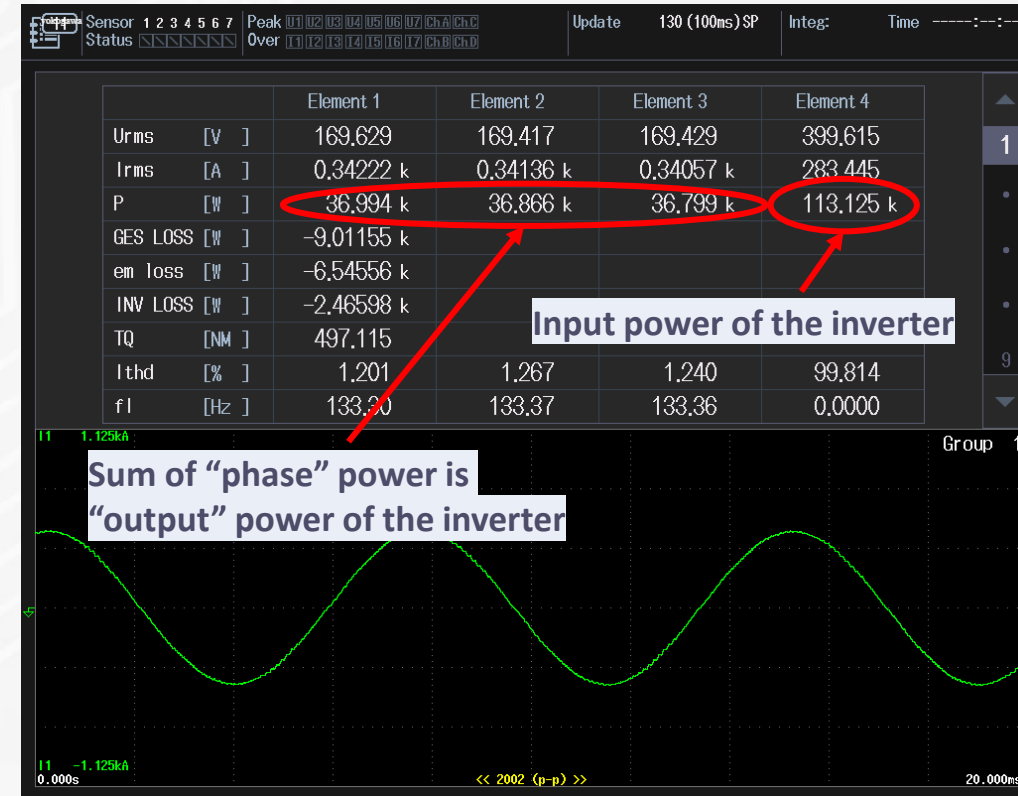 Sensor 1 2 3 4 5 6 7 Peak U1 U2 U3 U4 U5 U6 U7 ChA ChC Update 130 (100ms) SP Integ: Time -----:--:--
Status Over I1 I2 I3 I4 I5 I6 I7 ChB ChD
Element 1 Element 2 Element 3 Element 4
Urms [V ] 169.629 169.417 169.429 399.615
Irms [A ] 0.34222 k 0.34136 k 0.34057 k 283.445
1
P [W ] 36.994 k 36.866 k 36.799 k 113.125 k
GES LOSS [W ] -9.01155 k
em loss [W ] -6.54556 k
INV LOSS [W ] -2.46598 k
Input power of the inverter
TQ [NM ] 497.115
9
Ithd [% ] 1.201 1.267 1.240 99.814
f1 [Hz ] 133.30 133.37 133.36 0.0000
I1 1.125kA Group 1
Sum of “phase” power is
“output” power of the inverter
I1 -1.125kA
0.000s << 2002 (p-p) >> 20.000ms